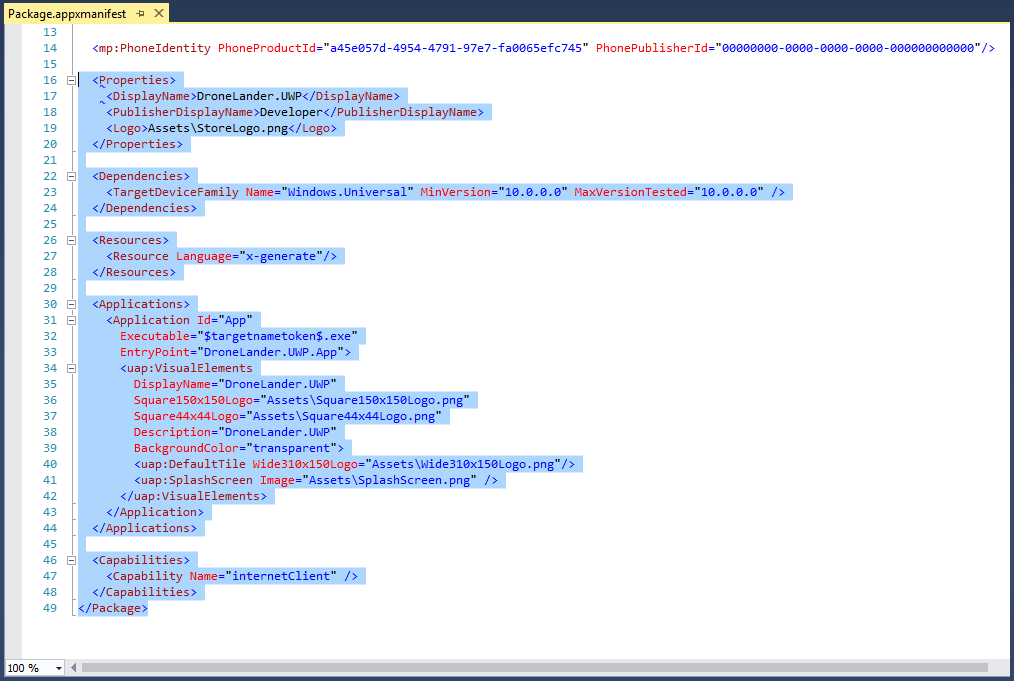 Package.appxmanifest
13
14 <mp:PhoneIdentity PhoneProductId="a45e057d-4954-4791-97e7-fa0065efc745" PhonePublisherId="00000000-0000-0000-0000-000000000000"/>
15
16 <Properties>
17 <DisplayName>DroneLander.UWP</DisplayName>
18 <PublisherDisplayName>Developer</PublisherDisplayName>
19 <Logo>Assets\StoreLogo.png</Logo>
20 </Properties>
21
22 <Dependencies>
23 <TargetDeviceFamily Name="Windows.Universal" MinVersion="10.0.0.0" MaxVersionTested="10.0.0.0" />
24 </Dependencies>
25
26 <Resources>
27 <Resource Language="x-generate"/>
28 </Resources>
29
30 <Applications>
31 <Application Id="App"
32 Executable="$targetnametoken$.exe"
33 EntryPoint="DroneLander.UWP.App">
34 <uap:VisualElements
35 DisplayName="DroneLander.UWP"
36 Square150x150Logo="Assets\Square150x150Logo.png"
37 Square44x44Logo="Assets\Square44x44Logo.png"
38 Description="DroneLander.UWP"
39 BackgroundColor="transparent">
40 <uap:DefaultTile Wide310x150Logo="Assets\Wide310x150Logo.png"/>
41 <uap:SplashScreen Image="Assets\SplashScreen.png" />
42 </uap:VisualElements>
43 </Application>
44 </Applications>
45
46 <Capabilities>
47 <Capability Name="internetClient" />
48 </Capabilities>
49 </Package>
100 %